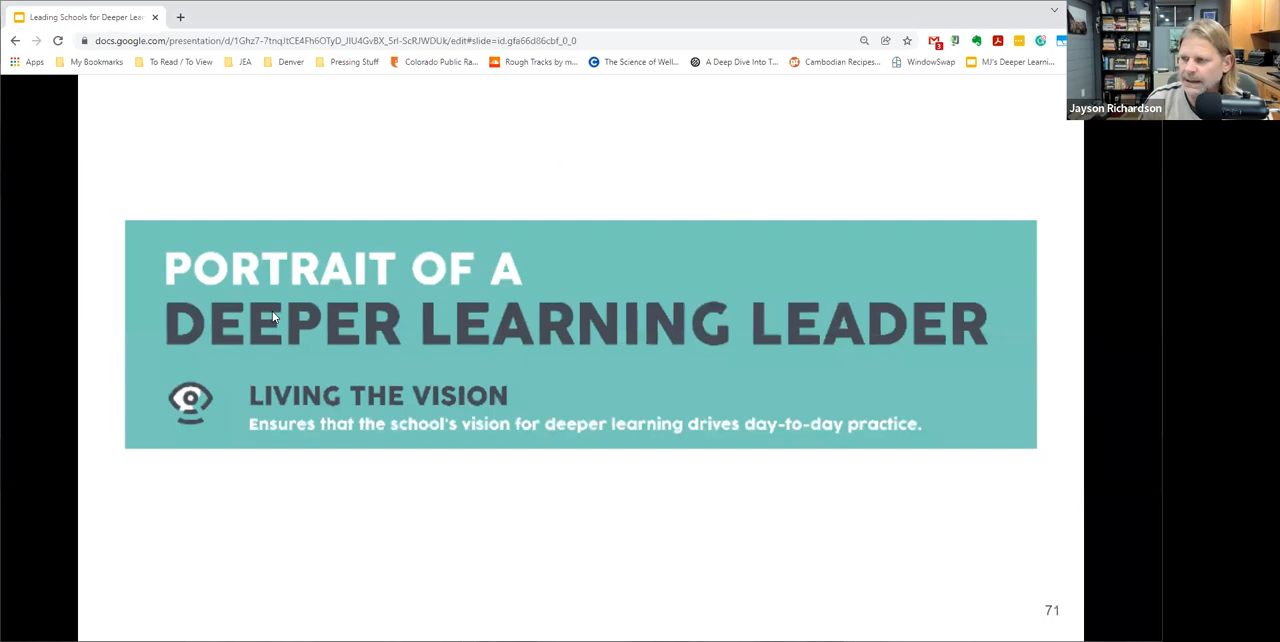 Leading Schools for Deeper Lear
docs.google.com/presentation/d/1Ghz7-7tnqJtCE4Fh6OTyD_JIU4GvBX_5rI-ScRJWDUk/edit#slide=id.gfa66d86cbf_0_0
3
Apps My Bookmarks To Read / To View JEA Denver Pressing Stuff Colorado Public Ra... Rough Tracks by m... The Science of Well... A Deep Dive Into T... Cambodian Recipes... WindowSwap MJ's Deeper Learni...
Jayson Richardson
PORTRAIT OF A
DEEPER LEARNING LEADER
LIVING THE VISION
Ensures that the school's vision for deeper learning drives day-to-day practice.
71